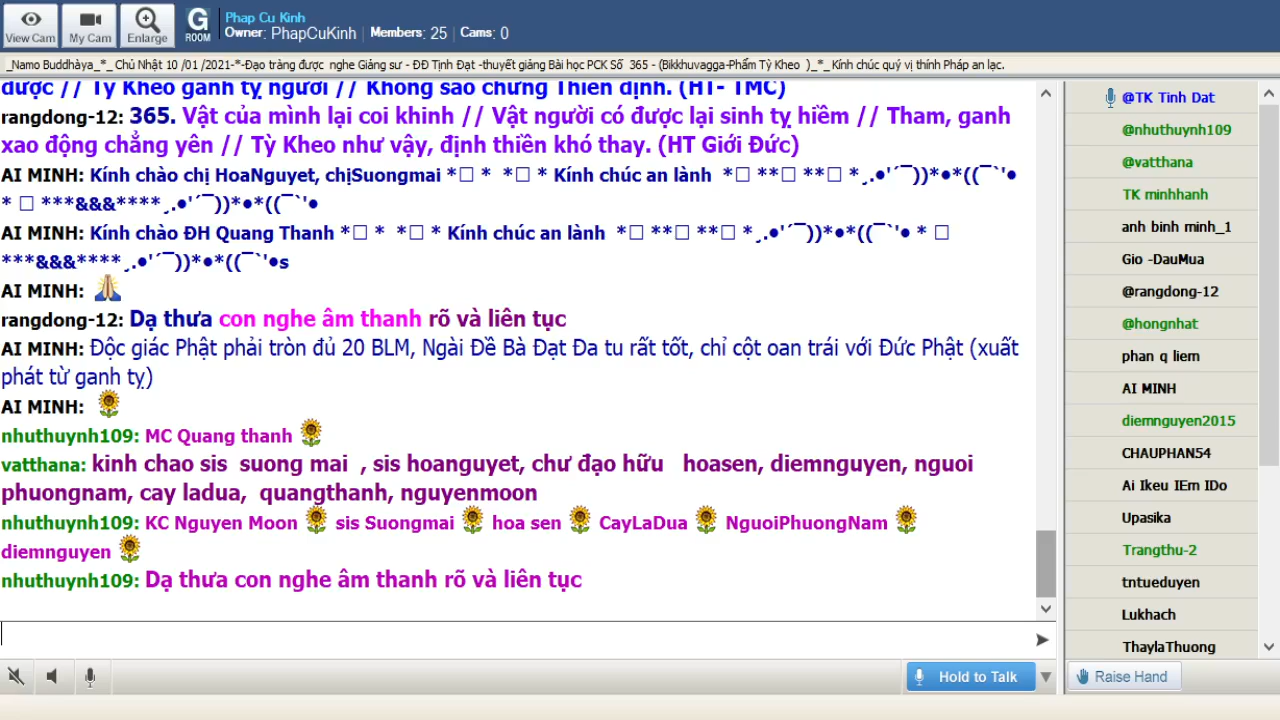 View Cam
My Cam
Enlarge
G
ROOM
Phap Cu Kinh
Owner: PhapCuKinh | Members: 25 | Cams: 0
_Namo Buddhàya_*_ Chủ Nhật 10 /01 /2021-*-Đạo tràng được nghe Giảng sư - ĐĐ Tịnh Đạt -thuyết giảng Bài học PCK Số 365 - (Bikkhuvagga-Phẩm Tỳ Kheo )_*_ Kính chúc quý vị thính Pháp an lạc.
được // Tỳ Kheo ganh tỵ người // Không sao chứng Thiền định. (HT- TMC)
rangdong-12: 365. Vật của mình lại coi khinh // Vật người có được lại sinh tỵ hiềm // Tham, ganh
xao động chẳng yên // Tỳ Kheo như vậy, định thiền khó thay. (HT Giới Đức)
AI MINH: Kính chào chị HoaNguyet, chịSuongmai *□ * *□ * Kính chúc an lành *□ **□ **□ *¸.•'´¯))*•*((¯`'•
* □ ***&&&****¸.•'´¯))*•*((¯`'•
AI MINH: Kính chào ĐH Quang Thanh *□ * *□ * Kính chúc an lành *□ **□ **□ *¸.•'´¯))*•*((¯`'• * □
***&&&****¸.•'´¯))*•*((¯`'•s
AI MINH:
rangdong-12: Dạ thưa con nghe âm thanh rõ và liên tục
AI MINH: Độc giác Phật phải tròn đủ 20 BLM, Ngài Đề Bà Đạt Đa tu rất tốt, chỉ cột oan trái với Đức Phật (xuất
phát từ ganh tỵ)
AI MINH:
nhuthuynh109: MC Quang thanh
vatthana: kinh chao sis suong mai , sis hoanguyet, chư đạo hữu hoasen, diemnguyen, nguoi
phuongnam, cay ladua, quangthanh, nguyenmoon
nhuthuynh109: KC Nguyen Moon sis Suongmai hoa sen CayLaDua NguoiPhuongNam
diemnguyen
nhuthuynh109: Dạ thưa con nghe âm thanh rõ và liên tục
@TK Tinh Dat
@nhuthuynh109
@vatthana
TK minhhanh
anh binh minh_1
Gio -DauMua
@rangdong-12
@hongnhat
phan q liem
AI MINH
diemnguyen2015
CHAUPHAN54
Ai Ikeu IEm IDo
Upasika
Trangthu-2
tntueduyen
Lukhach
ThaylaThuong
Hold to Talk
Raise Hand